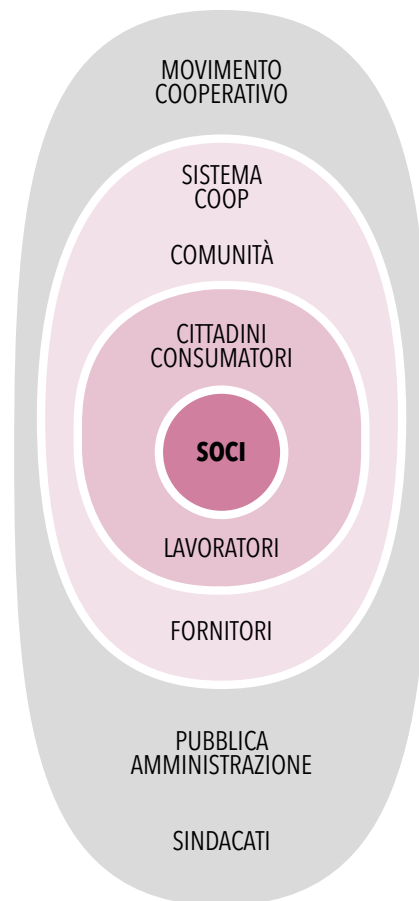 MOVIMENTO
COOPERATIVO
SISTEMA
COOP
COMUNITÀ
CITTADINI
CONSUMATORI
SOCI
LAVORATORI
FORNITORI
PUBBLICA
AMMINISTRAZIONE
SINDACATI